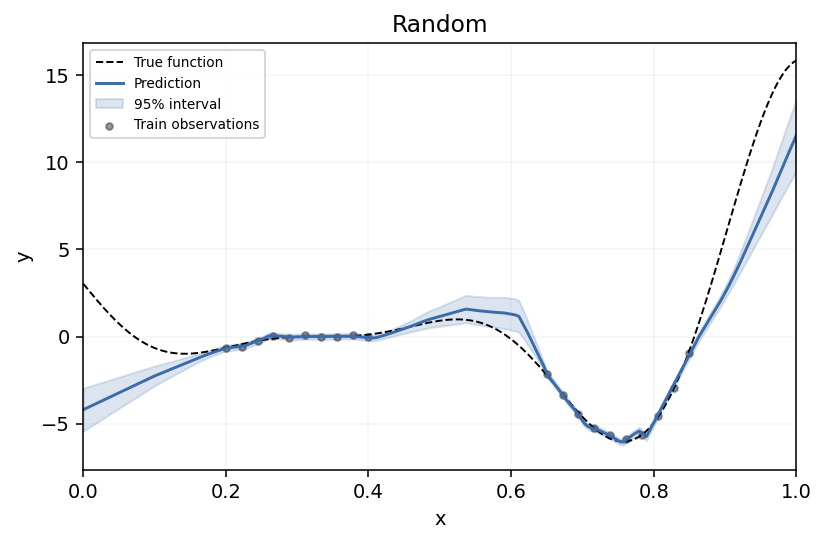 Random
True function
Prediction
95% interval
Train observations
15
10
5
0
−5
y
0.0 0.2 0.4 0.6 0.8 1.0
x